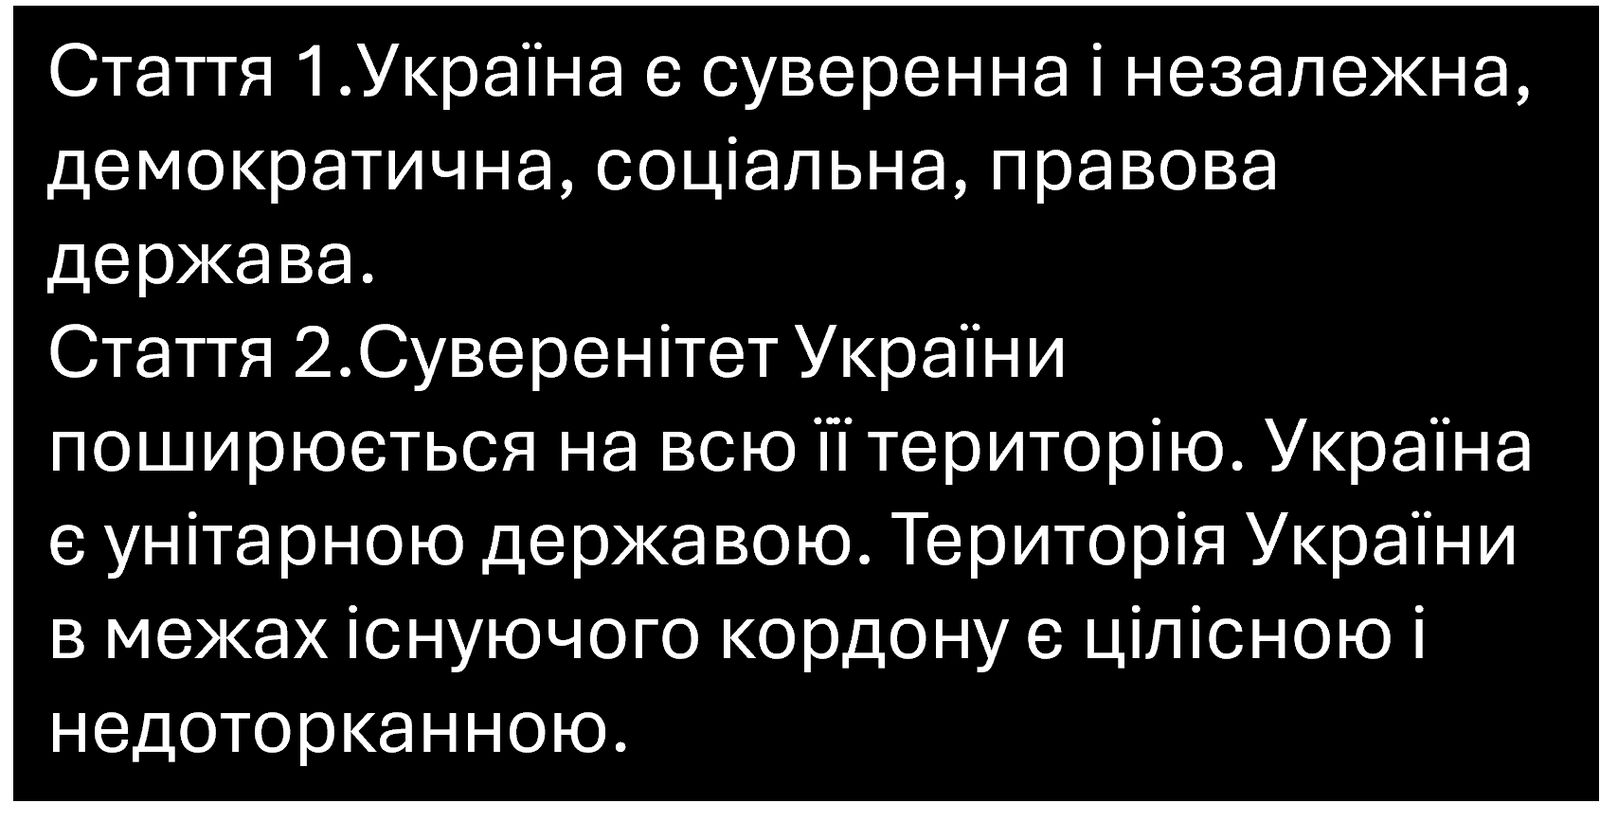 Стаття 1.Україна є суверенна і незалежна,
демократична, соціальна, правова
держава.
Стаття 2.Суверенітет України
поширюється на всю її територію. Україна
є унітарною державою. Територія України
в межах існуючого кордону є цілісною і
недоторканною.